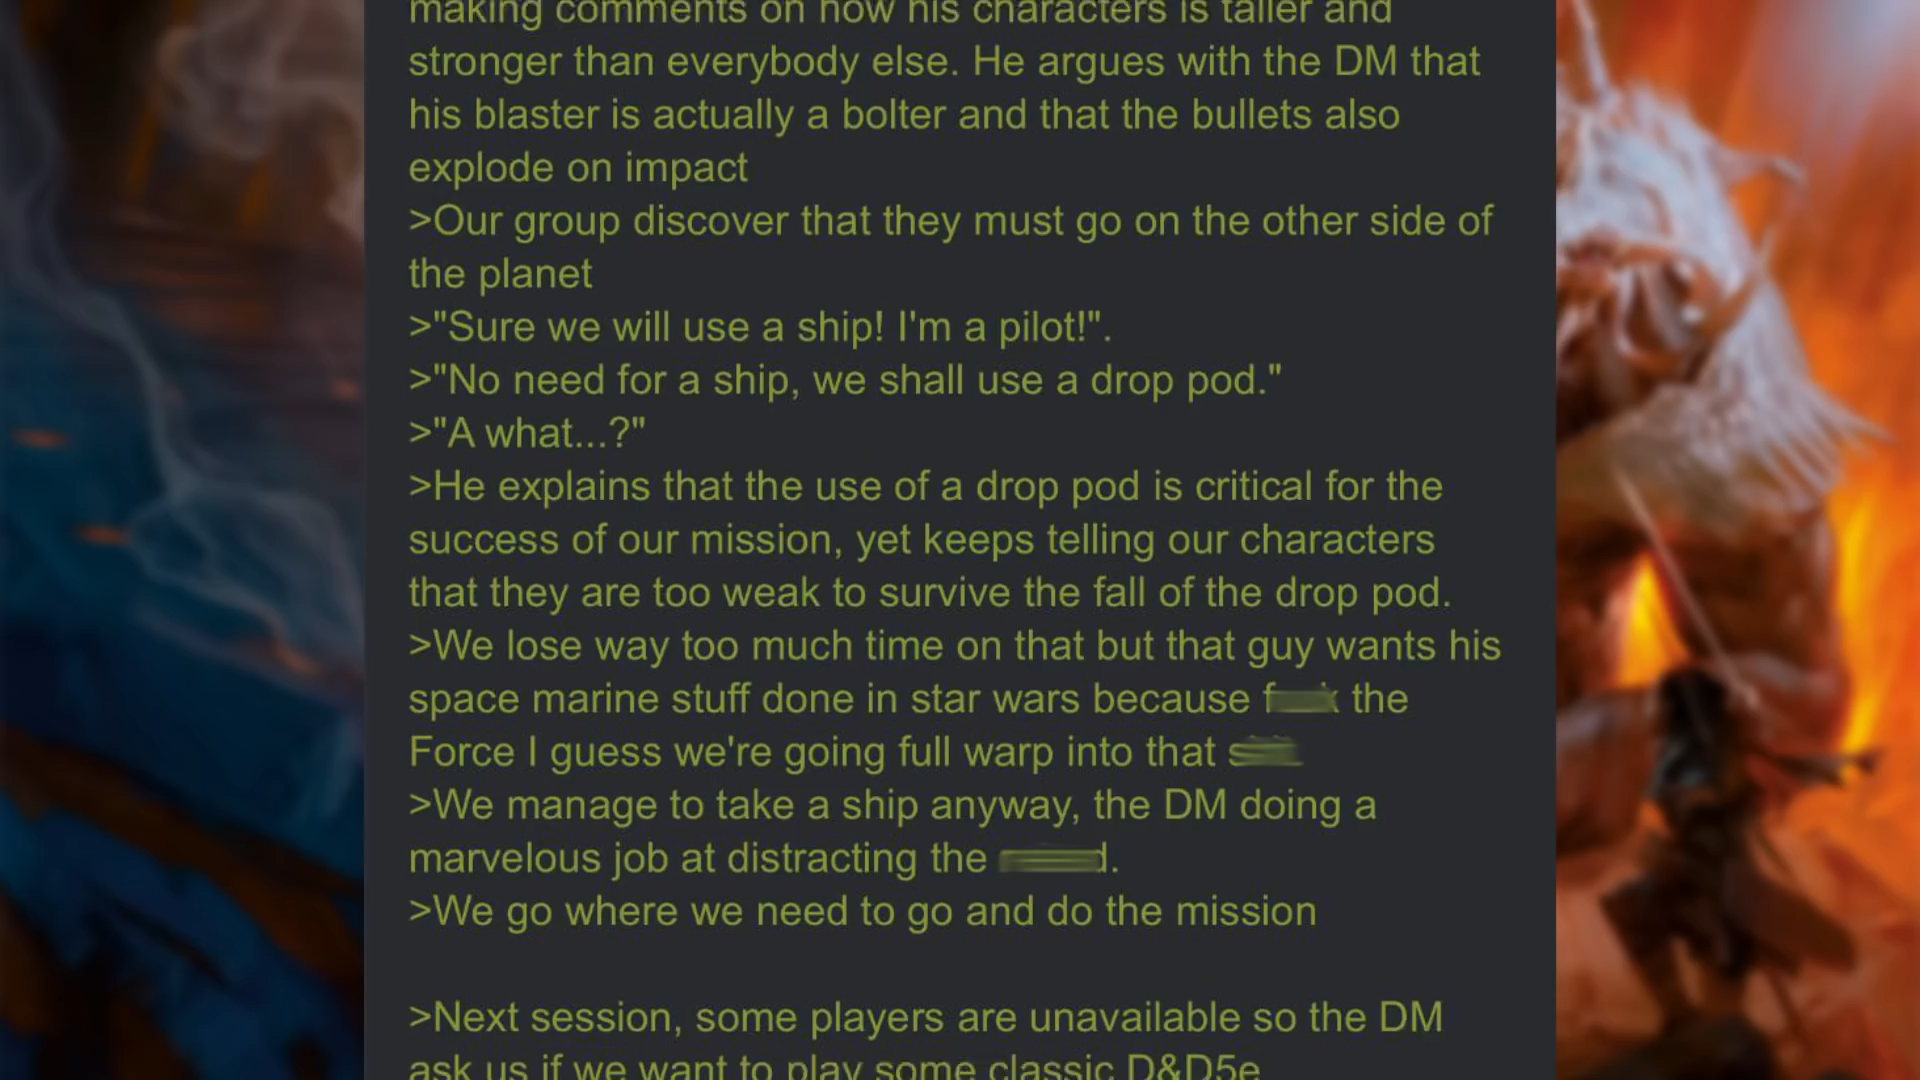 making comments on how his characters is taller and
stronger than everybody else. He argues with the DM that
his blaster is actually a bolter and that the bullets also
explode on impact
>Our group discover that they must go on the other side of
the planet
>"Sure we will use a ship! I'm a pilot!".
>"No need for a ship, we shall use a drop pod."
>"A what...?"
>He explains that the use of a drop pod is critical for the
success of our mission, yet keeps telling our characters
that they are too weak to survive the fall of the drop pod.
>We lose way too much time on that but that guy wants his
space marine stuff done in star wars because the
Force I guess we're going full warp into that
>We manage to take a ship anyway, the DM doing a
marvelous job at distracting the
>We go where we need to go and do the mission
>Next session, some players are unavailable so the DM
ask us if we want to play some classic D&D5e